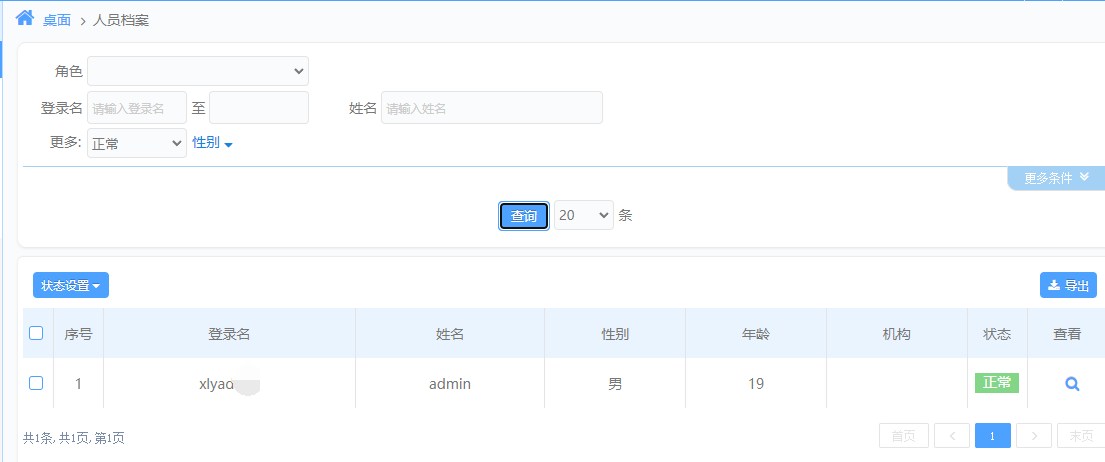 桌面 > 人员档案
角色
登录名 请输入登录名 至 姓名 请输入姓名
更多: 正常 性别
更多条件
查询 20 条
状态设置 导出
序号 登录名 姓名 性别 年龄 机构 状态 查看
1 admin 男 19 正常
共1条, 共1页, 第1页 首页 < 1 > 末页